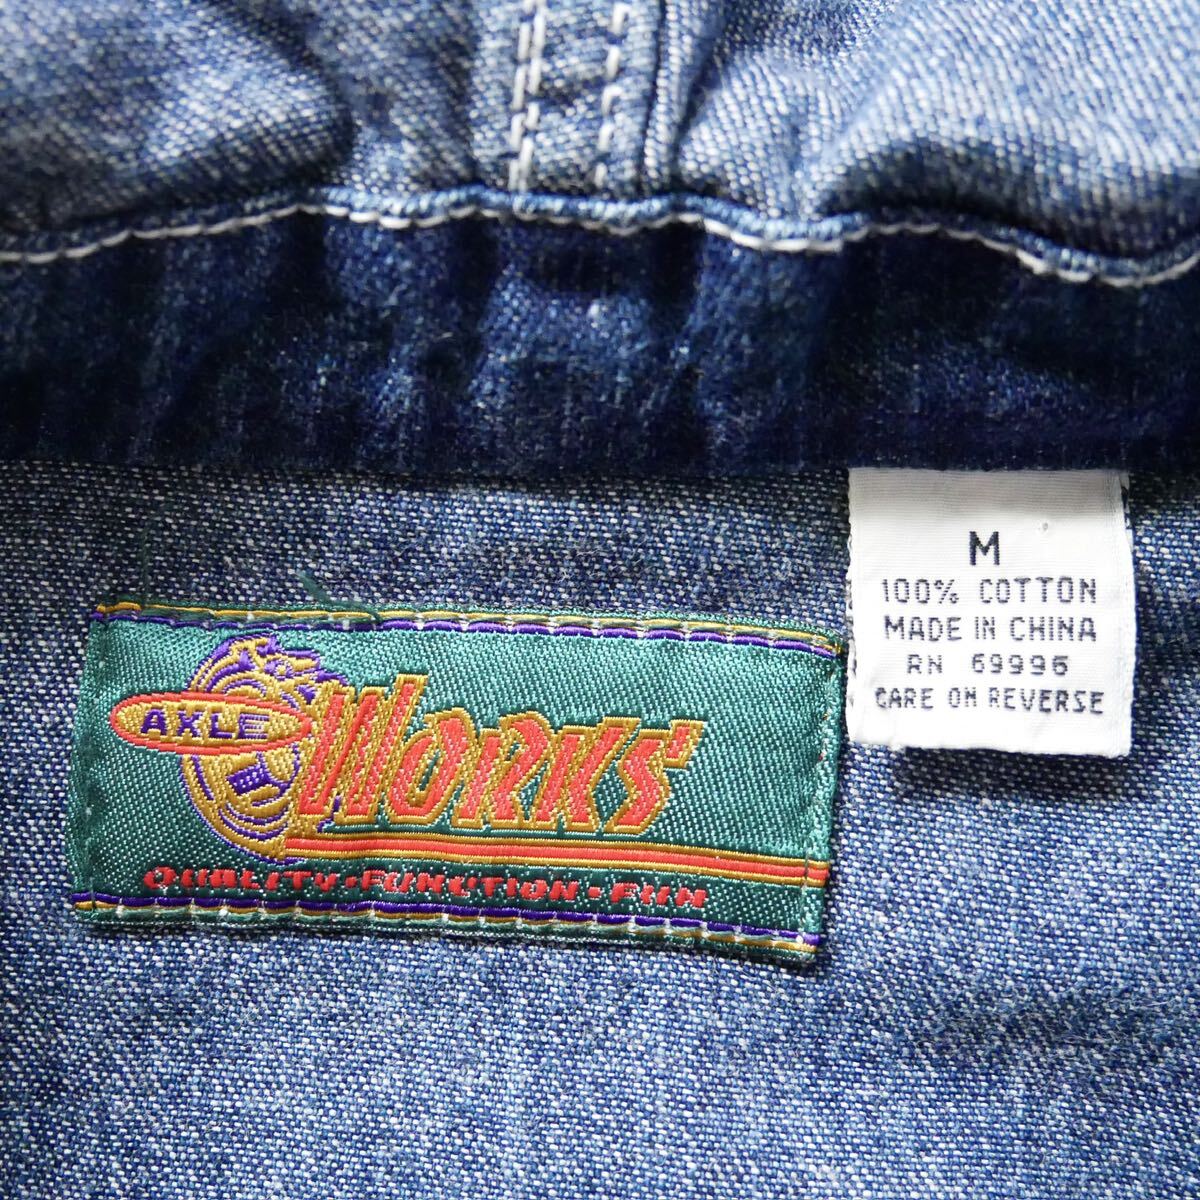 AXLE
WORKS'
QUALITY • FUNCTION • FUN
M
100% COTTON
MADE IN CHINA
RN 69996
CARE ON REVERSE